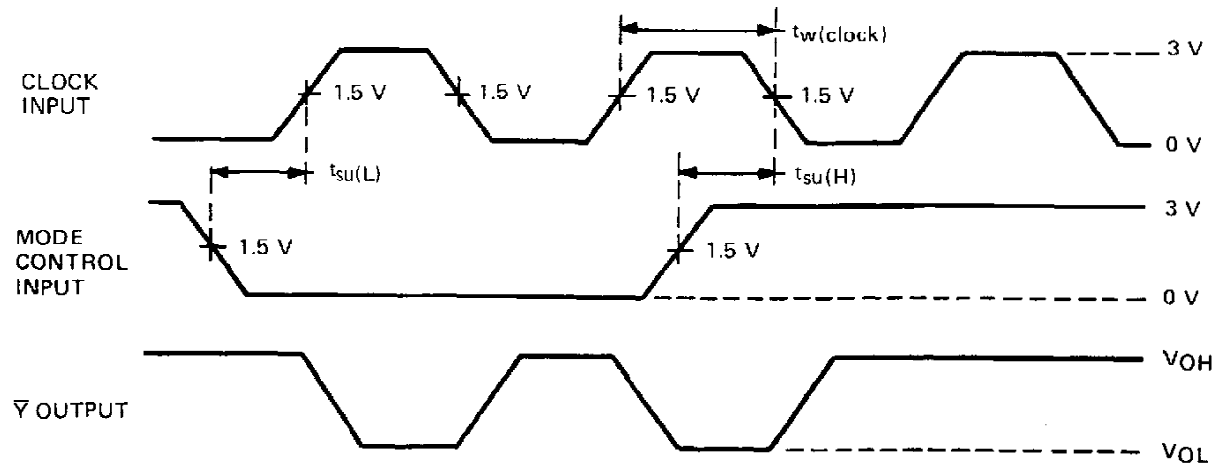 CLOCK
INPUT
1.5 V
1.5 V
1.5 V
1.5 V
tw(clock)
3 V
0 V
tsu(L)
tsu(H)
MODE
CONTROL
INPUT
1.5 V
1.5 V
3 V
0 V
Y̅ OUTPUT
VOH
VOL